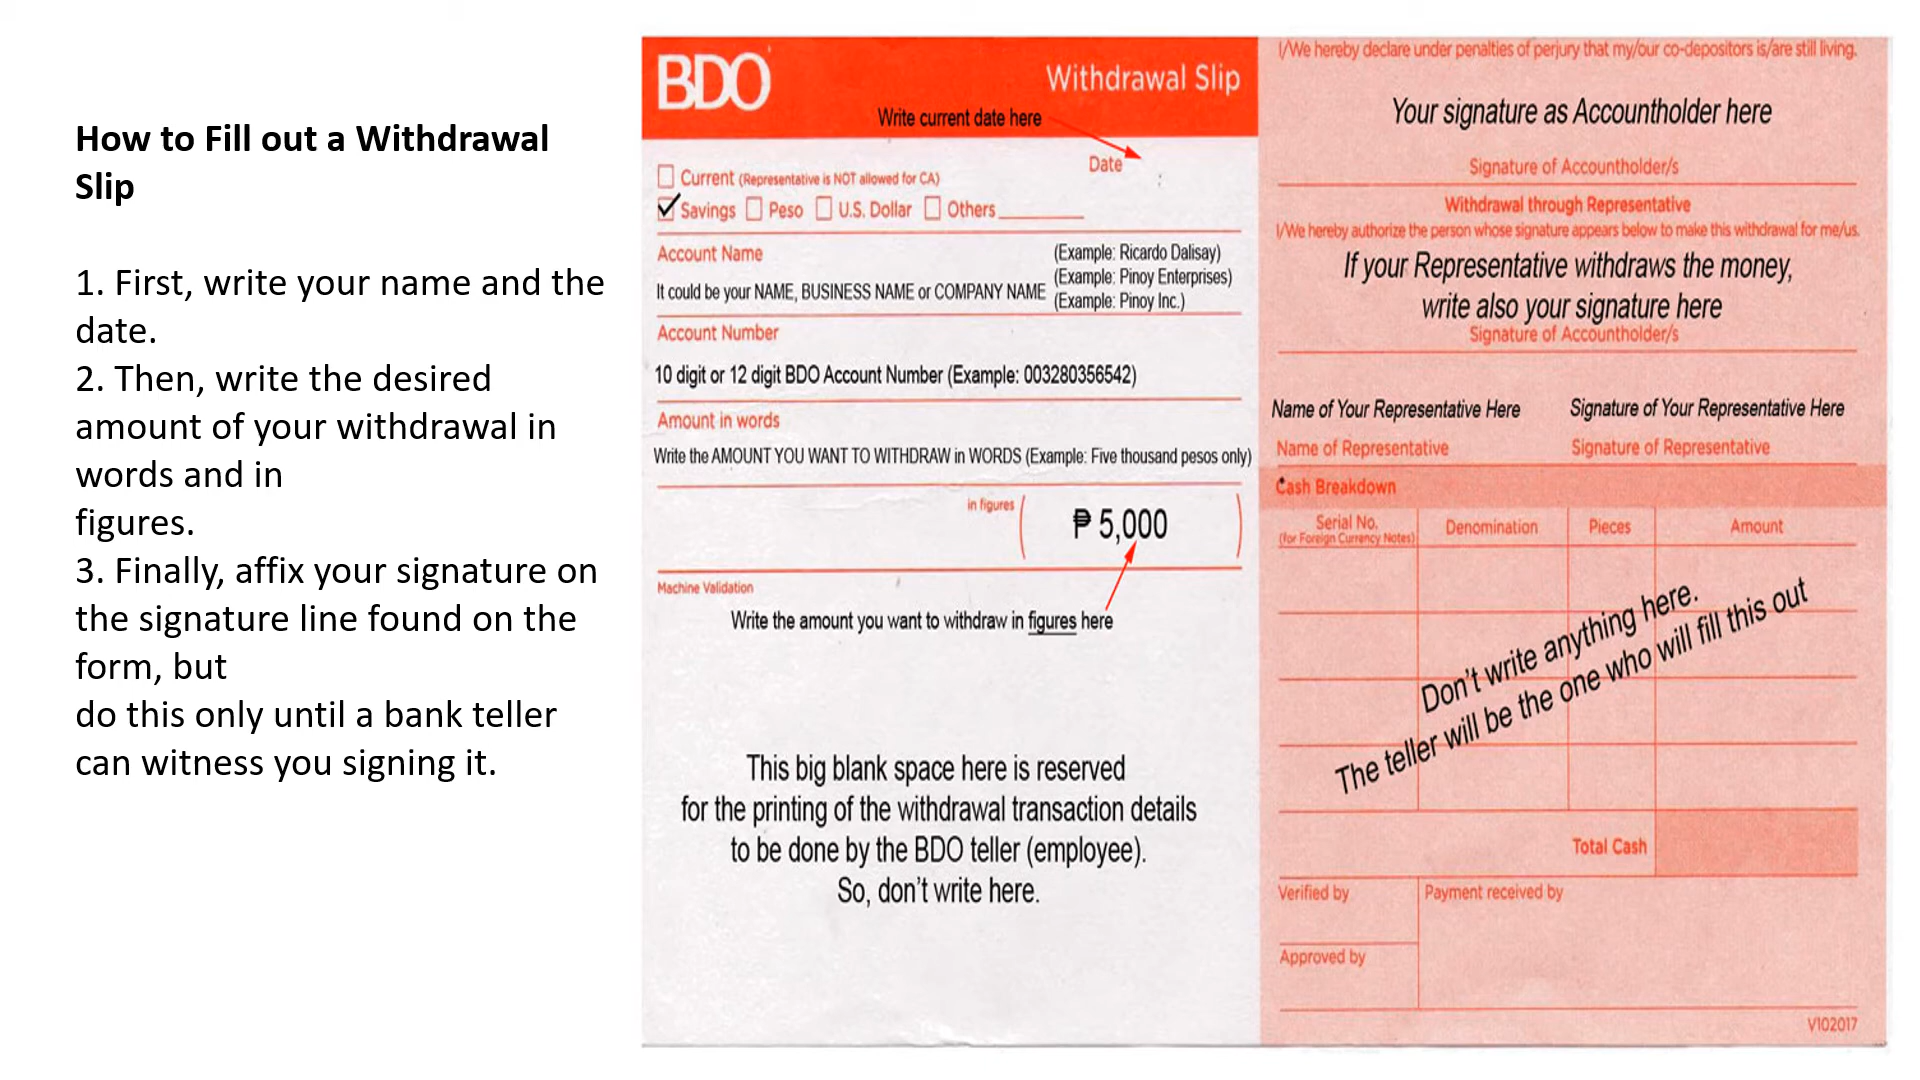 How to Fill out a Withdrawal
Slip
1. First, write your name and the
date.
2. Then, write the desired
amount of your withdrawal in
words and in
figures.
3. Finally, affix your signature on
the signature line found on the
form, but
do this only until a bank teller
can witness you signing it.
BDO
Withdrawal Slip
Write current date here
Date
Current (Representative is NOT allowed for CA)
Savings Peso U.S. Dollar Others
Account Name
(Example: Ricardo Dalisay)
(Example: Pinoy Enterprises)
It could be your NAME, BUSINESS NAME or COMPANY NAME
(Example: Pinoy Inc.)
Account Number
10 digit or 12 digit BDO Account Number (Example: 003280356542)
Amount in words
Write the AMOUNT YOU WANT TO WITHDRAW in WORDS (Example: Five thousand pesos only)
in figures
₱ 5,000
Machine Validation
Write the amount you want to withdraw in figures here
This big blank space here is reserved
for the printing of the withdrawal transaction details
to be done by the BDO teller (employee).
So, don't write here.
I/We hereby declare under penalties of perjury that my/our co-depositors is/are still living.
Your signature as Accountholder here
Signature of Accountholder/s
Withdrawal through Representative
I/We hereby authorize the person whose signature appears below to make this withdrawal for me/us.
If your Representative withdraws the money,
write also your signature here
Signature of Accountholder/s
Name of Your Representative Here Signature of Your Representative Here
Name of Representative Signature of Representative
Cash Breakdown
Serial No. Denomination Pieces Amount
(for Foreign Currency Notes)
Don't write anything here.
The teller will be the one who will fill this out
Total Cash
Verified by Payment received by
Approved by
V102017